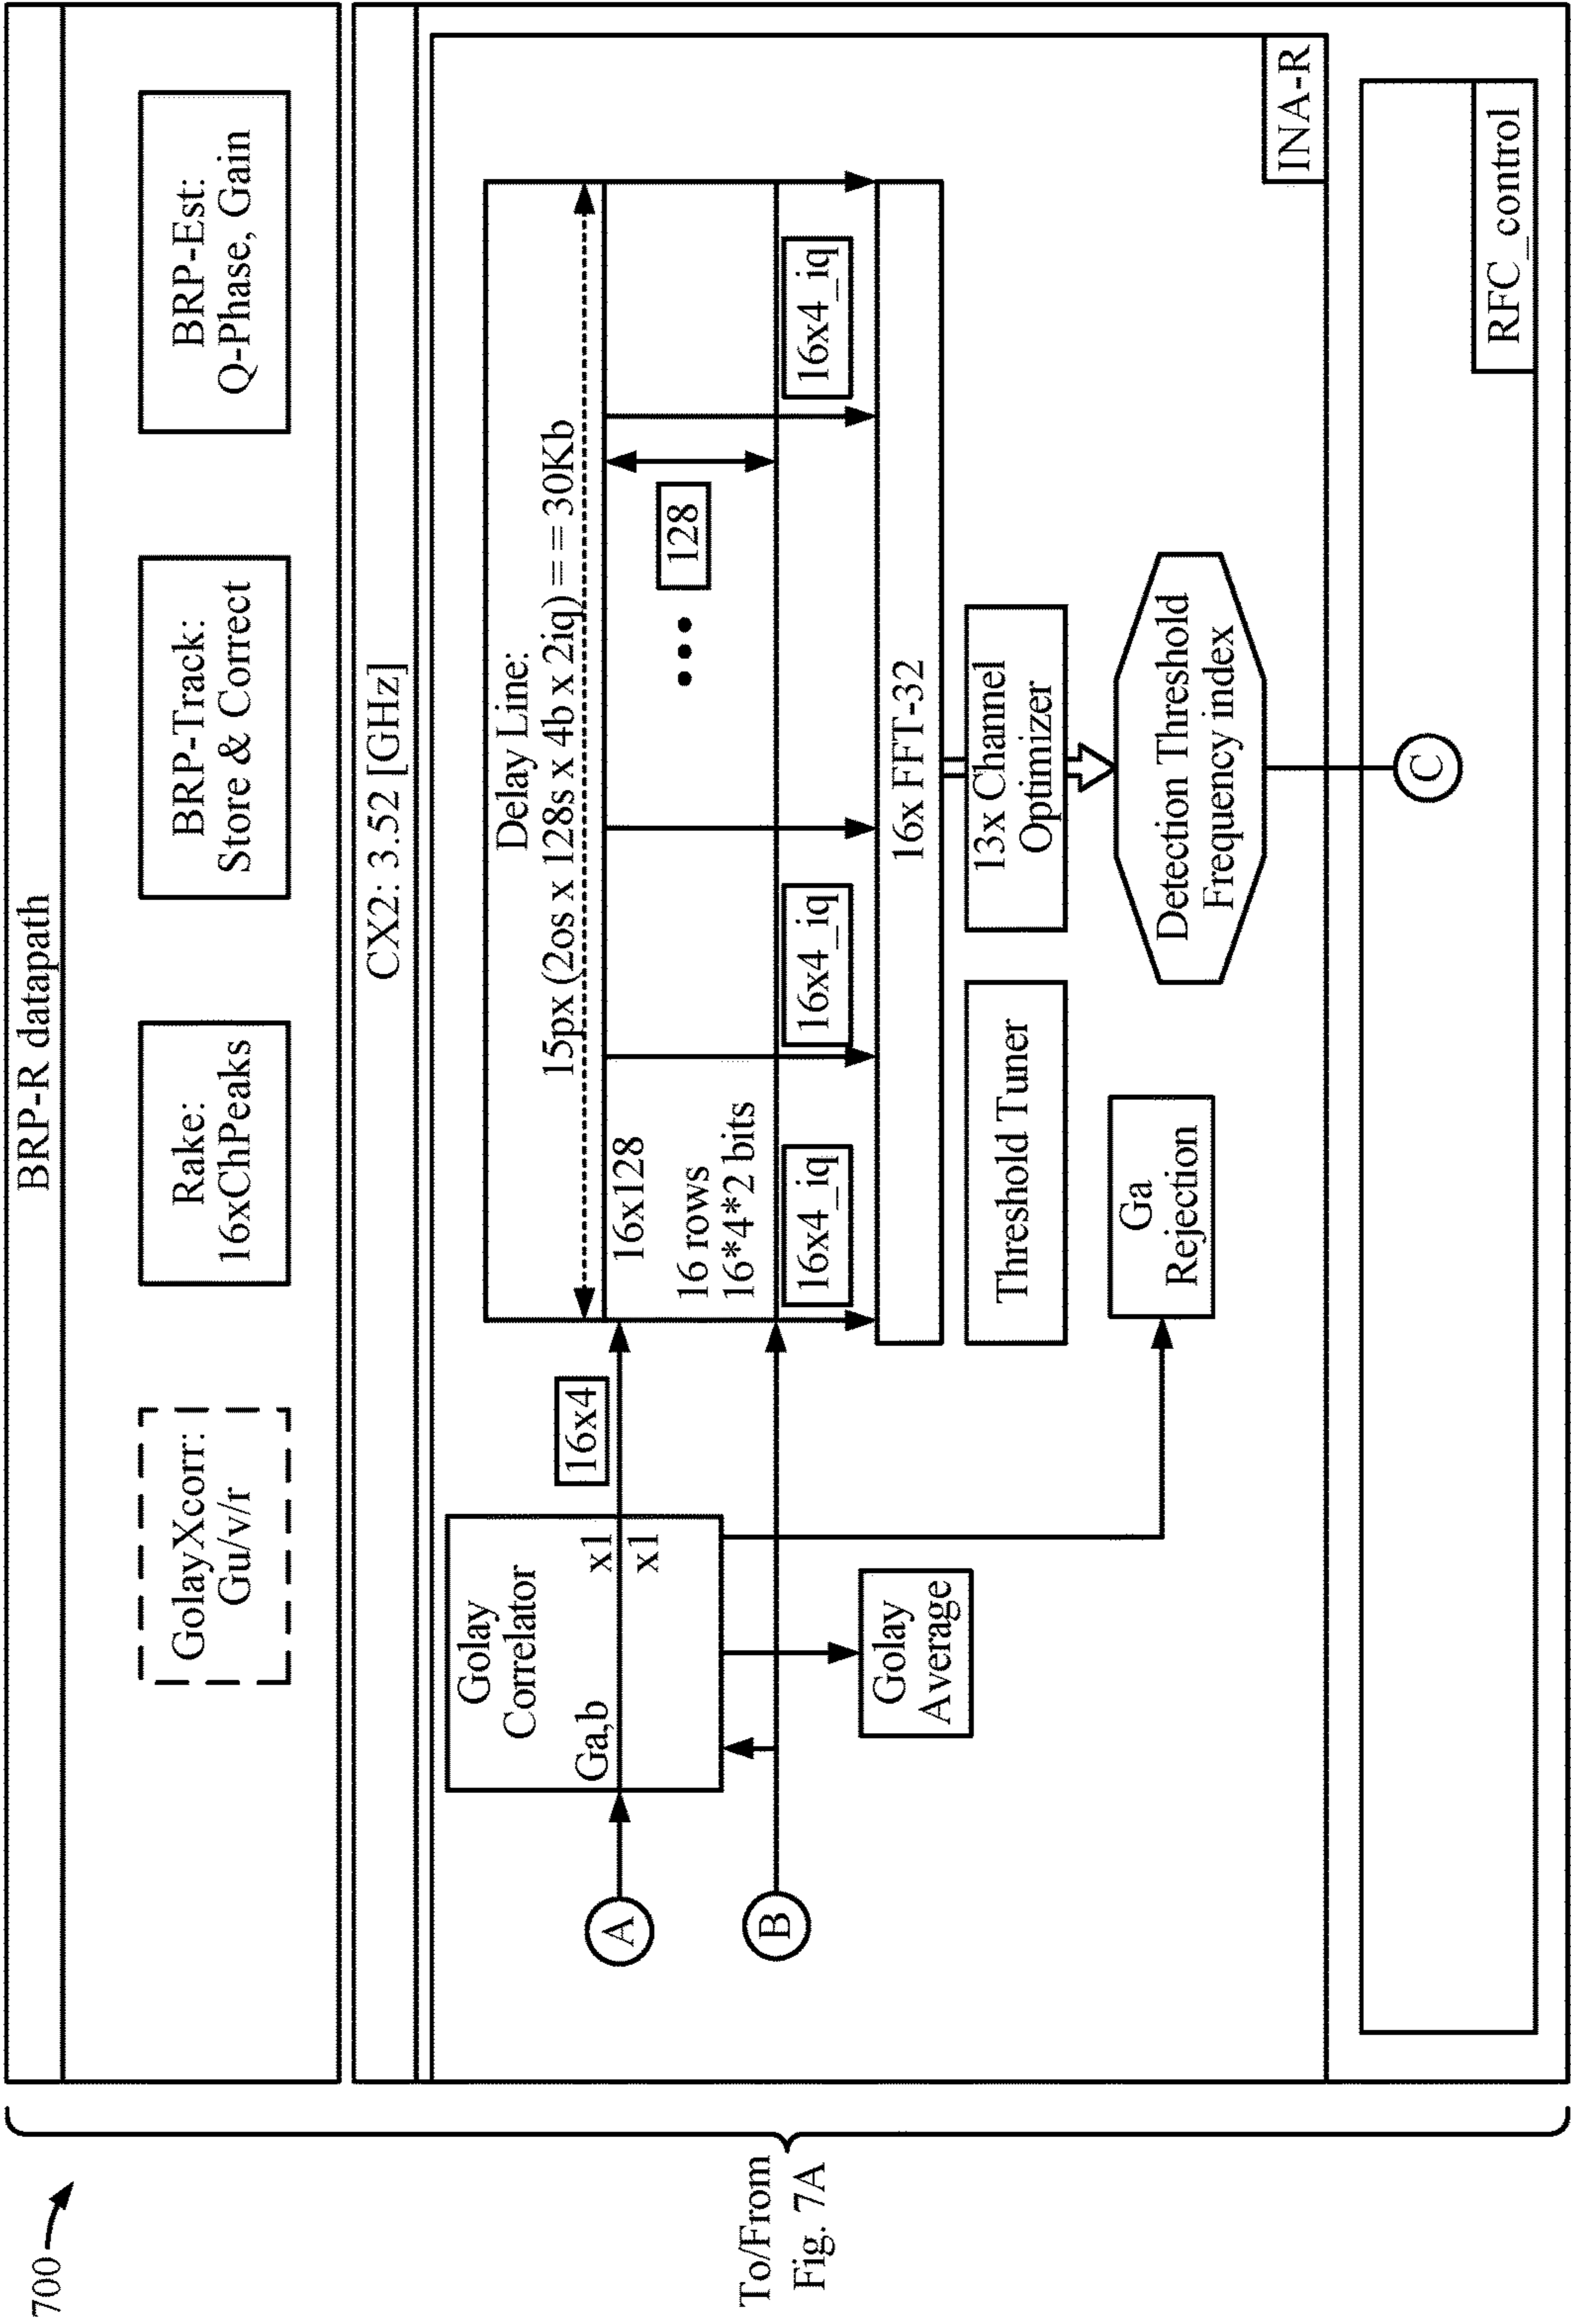 700
To/From
Fig. 7A
BRP-R datapath
GolayXcorr:
Gu/v/r
Rake:
16xChPeaks
BRP-Track:
Store & Correct
BRP-Est:
Q-Phase, Gain
CX2: 3.52 [GHz]
Golay
Correlator
Ga,b
x1
x1
16x4
Delay Line:
15px (2os x 128s x 4b x 2iq) = = 30Kb
16x128
16 rows
16*4*2 bits
128
16x4_iq
16x4_iq
16x4_iq
16x FFT-32
A
B
Golay
Average
Threshold Tuner
13x Channel
Optimizer
Ga
Rejection
Detection Threshold
Frequency index
INA-R
C
RFC_control